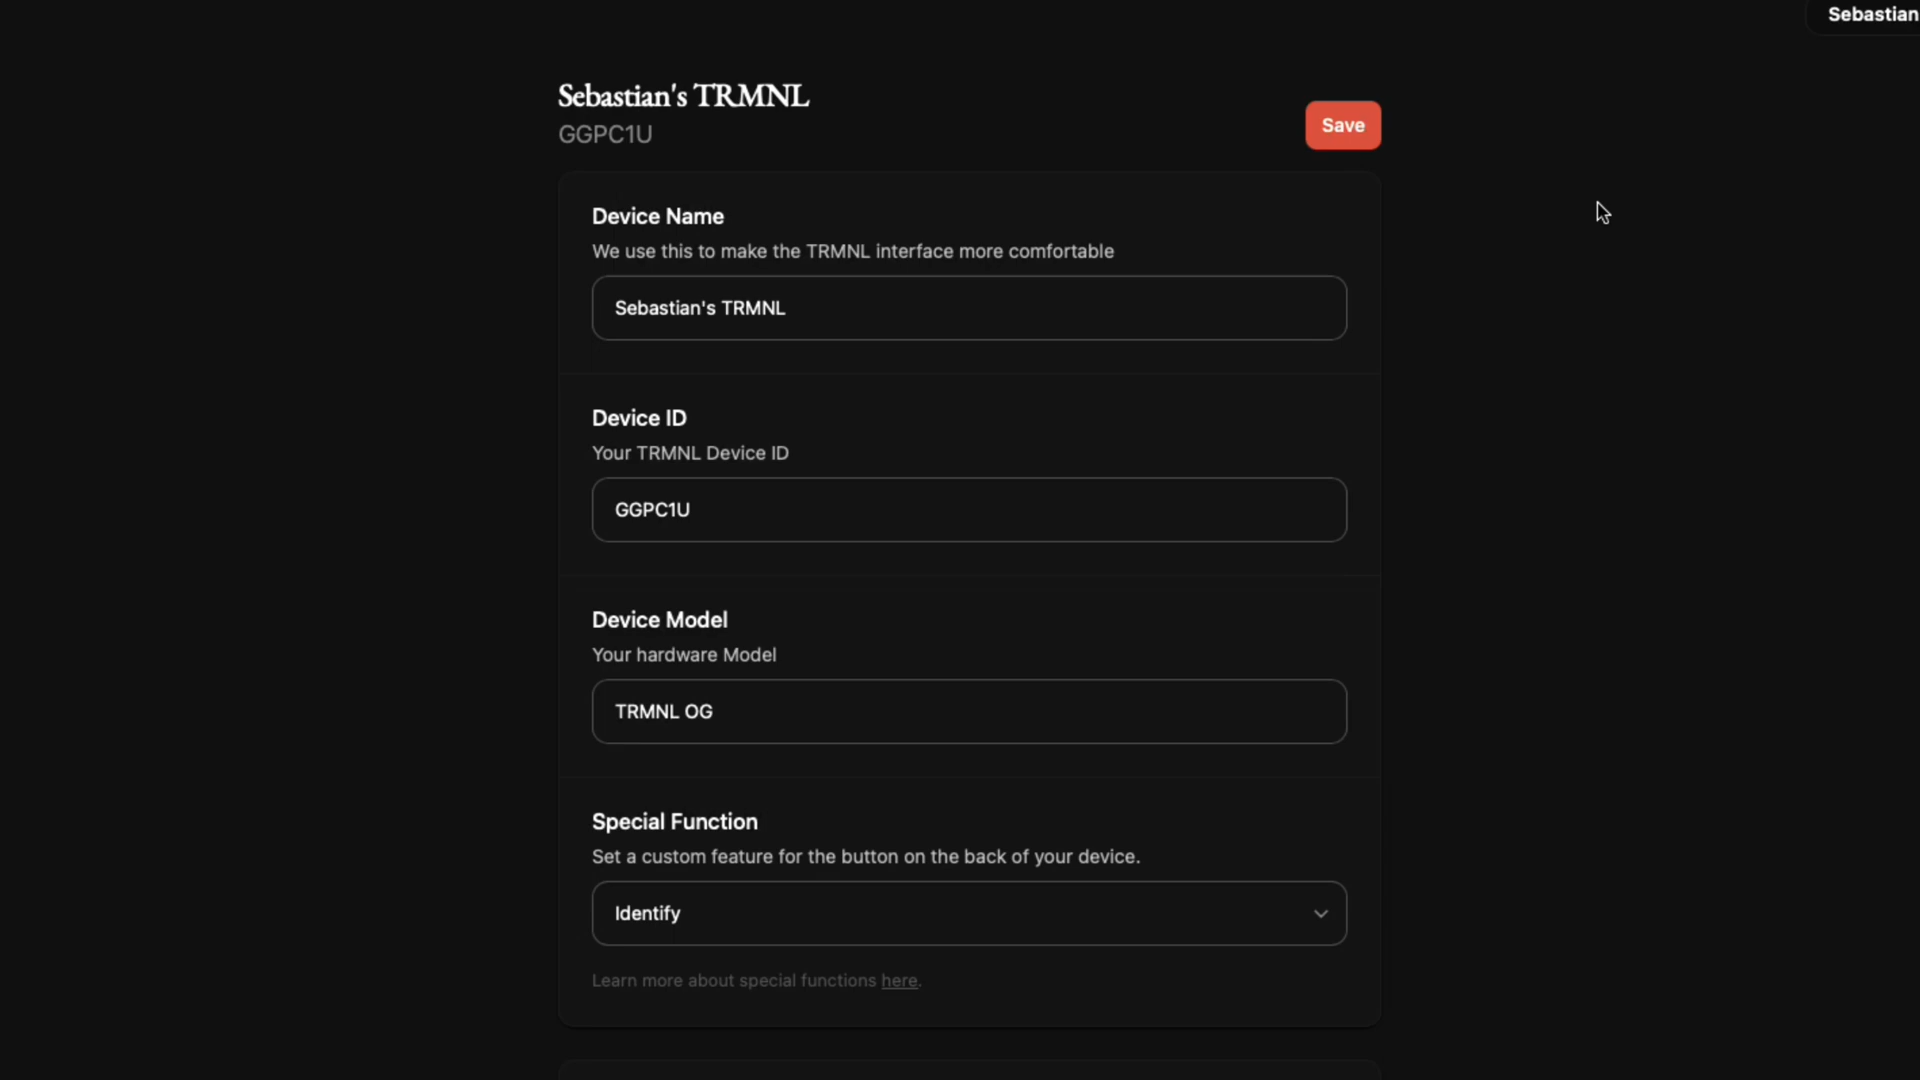 Sebastian
Sebastian's TRMNL
GGPC1U
Save
Device Name
We use this to make the TRMNL interface more comfortable
Sebastian's TRMNL
Device ID
Your TRMNL Device ID
GGPC1U
Device Model
Your hardware Model
TRMNL OG
Special Function
Set a custom feature for the button on the back of your device.
Identify
Learn more about special functions here.